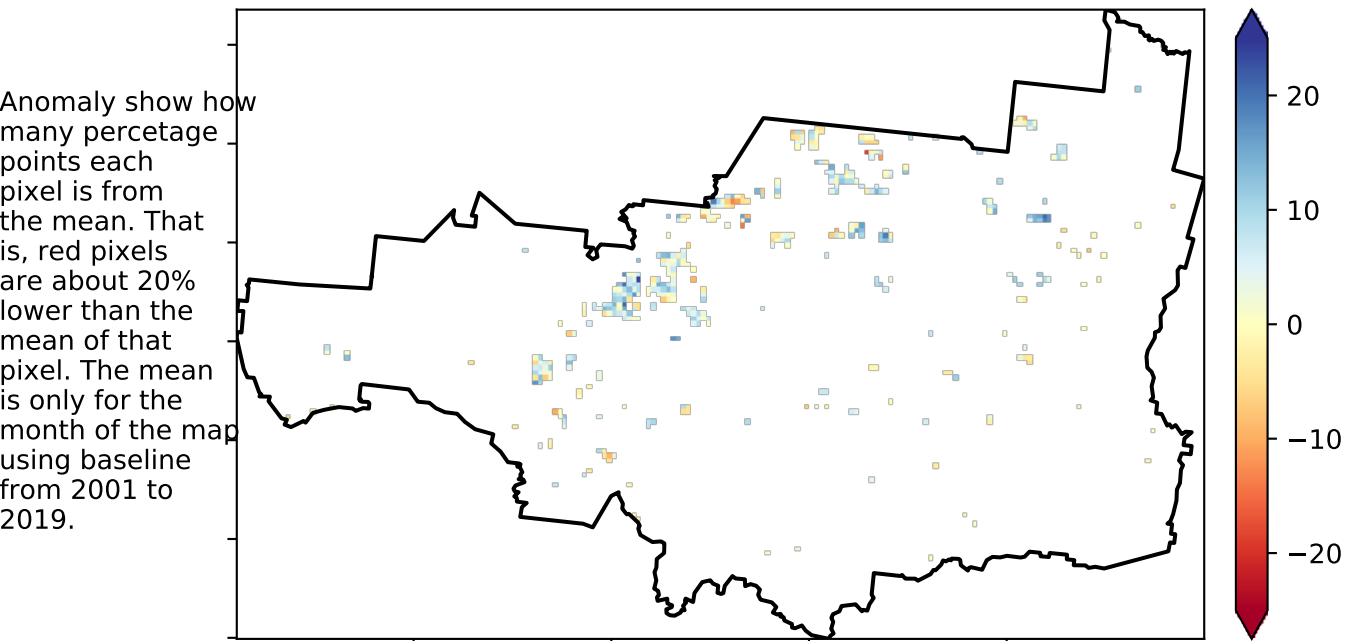 Anomaly show how
many percetage
points each
pixel is from
the mean. That
is, red pixels
are about 20%
lower than the
mean of that
pixel. The mean
is only for the
month of the map
using baseline
from 2001 to
2019.
20
10
0
−10
−20